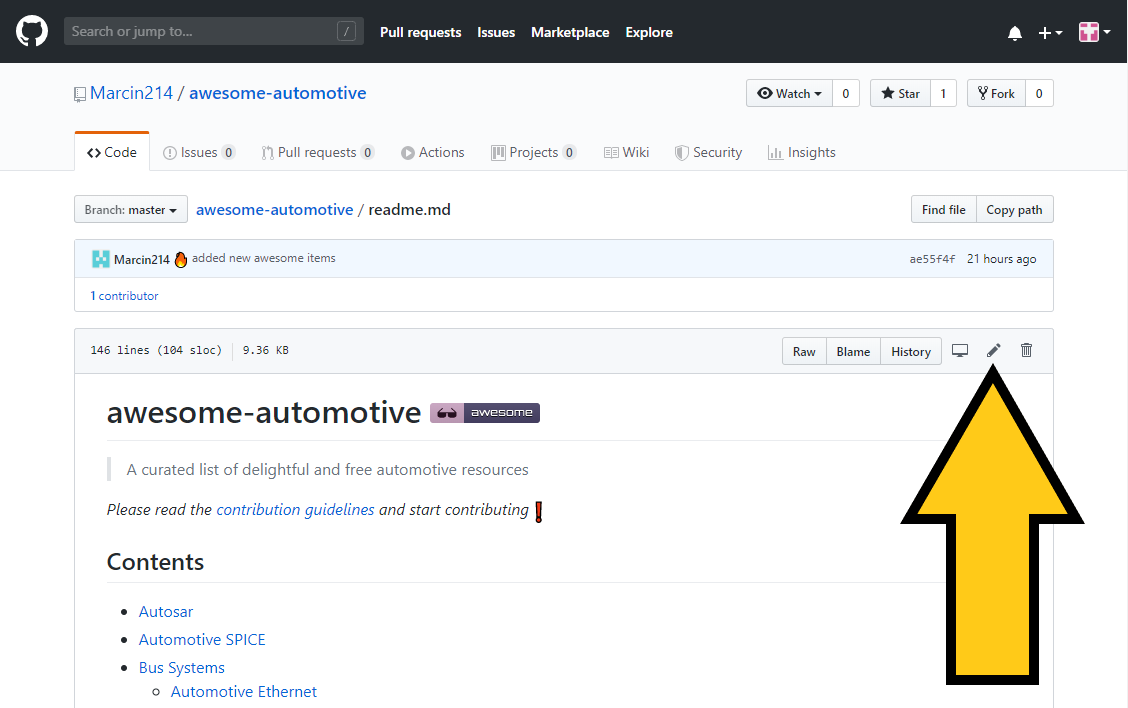 Search or jump to... /
Pull requests Issues Marketplace Explore
Marcin214 / awesome-automotive
Watch 0 Star 1 Fork 0
Code Issues 0 Pull requests 0 Actions Projects 0 Wiki Security Insights
Branch: master awesome-automotive / readme.md Find file Copy path
Marcin214 🔥 added new awesome items ae55f4f 21 hours ago
1 contributor
146 lines (104 sloc) 9.36 KB Raw Blame History
awesome-automotive awesome
A curated list of delightful and free automotive resources
Please read the contribution guidelines and start contributing❗
Contents
• Autosar
• Automotive SPICE
• Bus Systems
◦ Automotive Ethernet